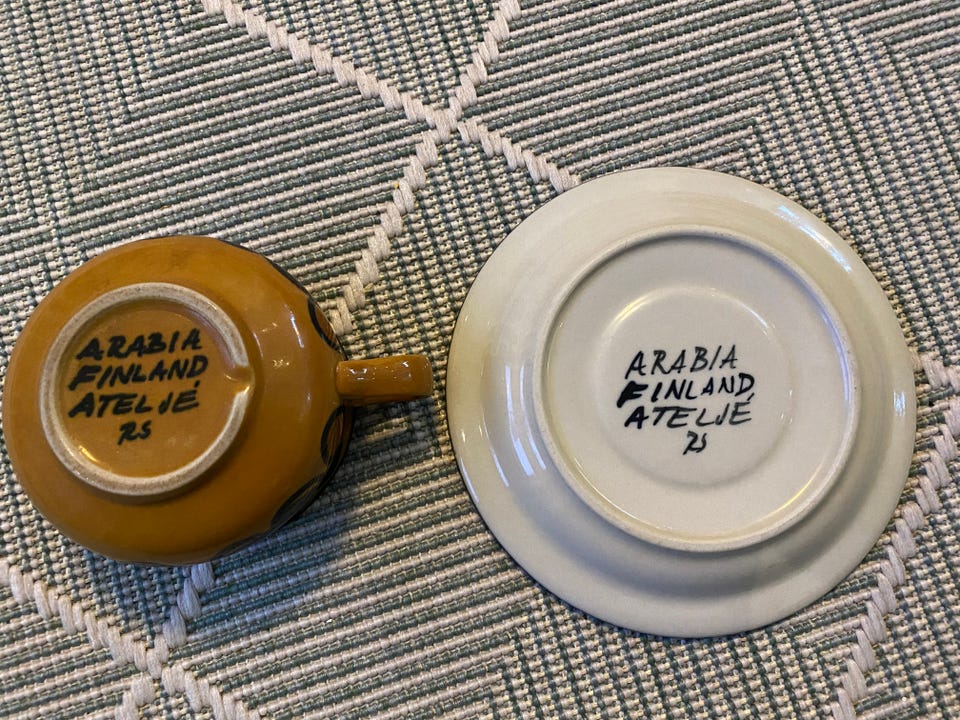 ARABIA
FINLAND
ATELJÉ
RS
ARABIA
FINLAND
ATELJÉ
RS